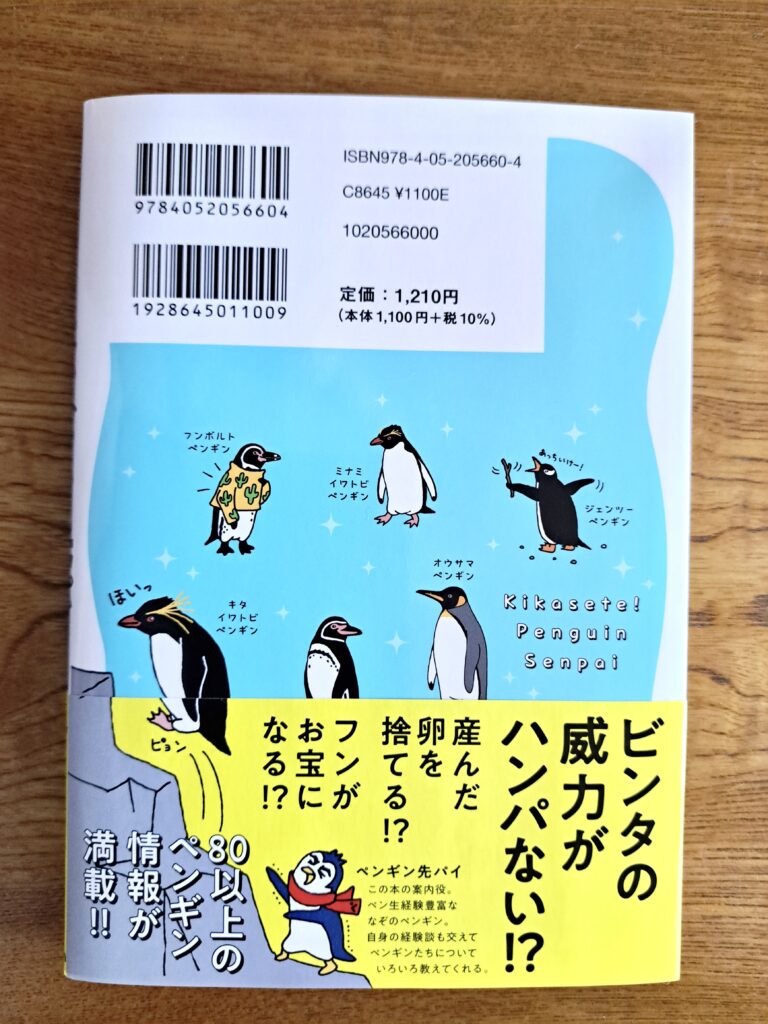 ISBN978-4-05-205660-4
9784052056604
C8645 ¥1100E
1020566000
1928645011009
定価：1,210円
(本体1,100円＋税10%)
フンボルト
ペンギン
ミナミ
イワトビ
ペンギン
あっちいけー!
ジェンツー
ペンギン
ほいっ
キタ
イワトビ
ペンギン
オウサマ
ペンギン
Kikasete!
Penguin
Senpai
ピョン
ビンタの
威力が
ハンパない!?
産んだ
卵を
捨てる!?
フンが
お宝に
なる!?
80以上の
ペンギン
情報が
満載!!
ペンギン先パイ
この本の案内役。
ペン生経験豊富な
なぞのペンギン。
自身の経験談も交えて
ペンギンたちについて
いろいろ教えてくれる。